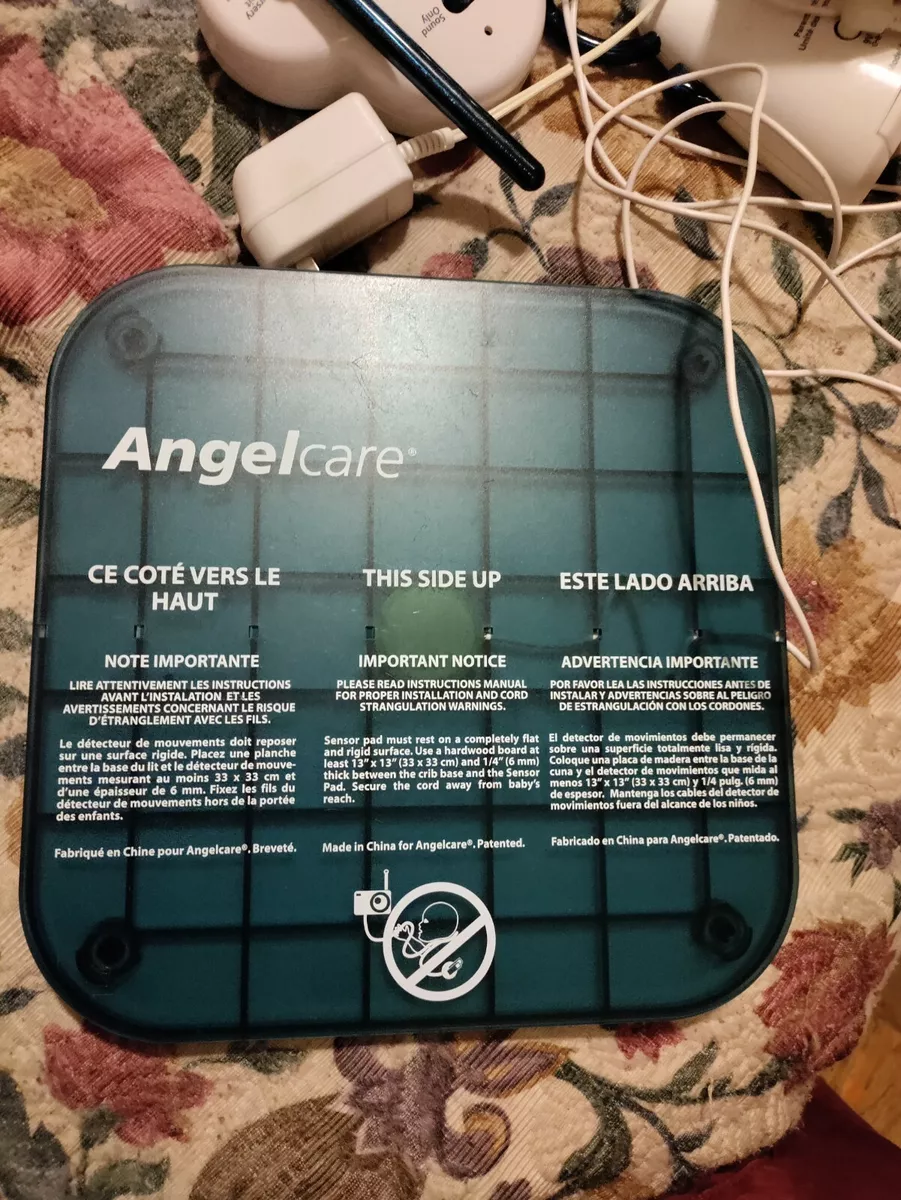 Sound
Only
Angelcare®
CE COTÉ VERS LE
HAUT
NOTE IMPORTANTE
LIRE ATTENTIVEMENT LES INSTRUCTIONS
AVANT L'INSTALATION ET LES
AVERTISSEMENTS CONCERNANT LE RISQUE
D'ÉTRANGLEMENT AVEC LES FILS.
Le détecteur de mouvements doit reposer
sur une surface rigide. Placez une planche
entre la base du lit et le détecteur de mouve-
ments mesurant au moins 33 x 33 cm et
d'une épaisseur de 6 mm. Fixez les fils du
détecteur de mouvements hors de la portée
des enfants.
Fabriqué en Chine pour Angelcare®. Breveté.
THIS SIDE UP
IMPORTANT NOTICE
PLEASE READ INSTRUCTIONS MANUAL
FOR PROPER INSTALLATION AND CORD
STRANGULATION WARNINGS.
Sensor pad must rest on a completely flat
and rigid surface. Use a hardwood board at
least 13” x 13” (33 x 33 cm) and 1/4” (6 mm)
thick between the crib base and the Sensor
Pad. Secure the cord away from baby's
reach.
Made in China for Angelcare®. Patented.
ESTE LADO ARRIBA
ADVERTENCIA IMPORTANTE
POR FAVOR LEA LAS INSTRUCCIONES ANTES DE
INSTALAR Y ADVERTENCIAS SOBRE AL PELIGRO
DE ESTRANGULACIÓN CON LOS CORDONES.
El detector de movimientos debe permanecer
sobre una superficie totalmente lisa y rígida.
Coloque una placa de madera entre la base de la
cuna y el detector de movimientos que mida al
menos 13” x 13” (33 x 33 cm) y 1/4 pulg. (6 mm)
de espesor. Mantenga los cables del detector de
movimientos fuera del alcance de los niños.
Fabricado en China para Angelcare®. Patentado.